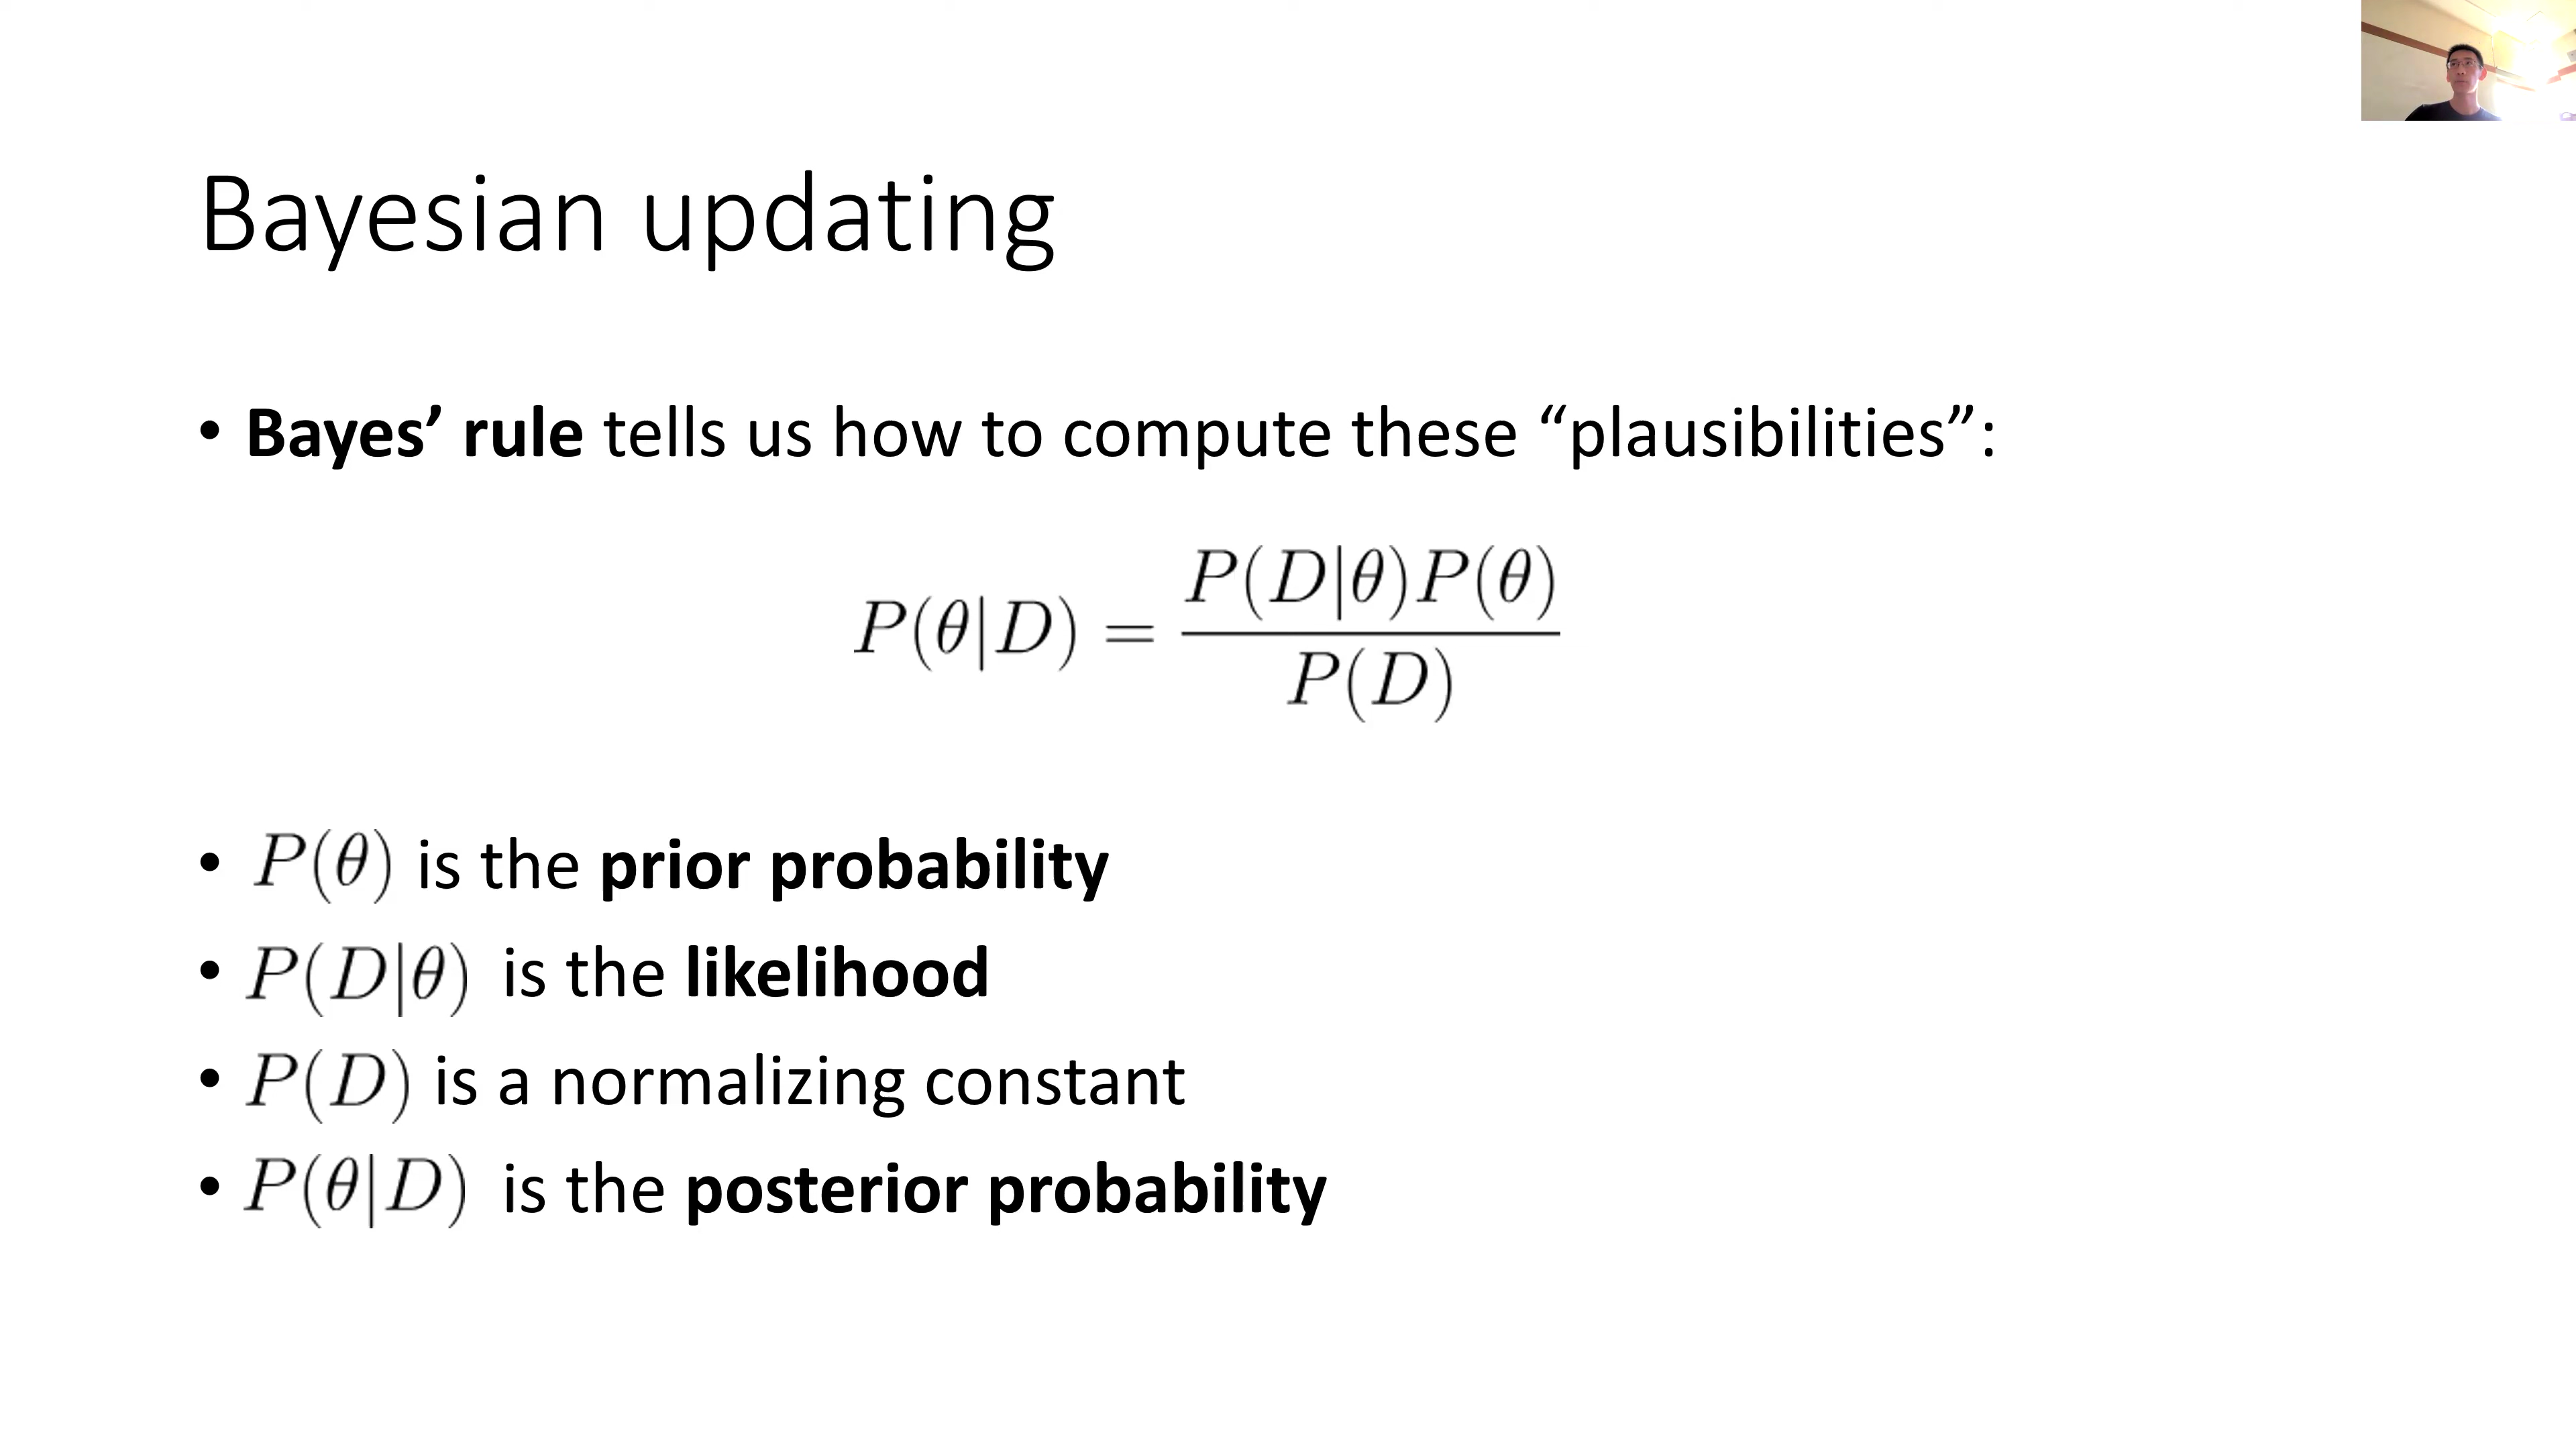 Bayesian updating
• Bayes’ rule tells us how to compute these “plausibilities”:
P(θ|D) = P(D|θ)P(θ) / P(D)
• P(θ) is the prior probability
• P(D|θ) is the likelihood
• P(D) is a normalizing constant
• P(θ|D) is the posterior probability